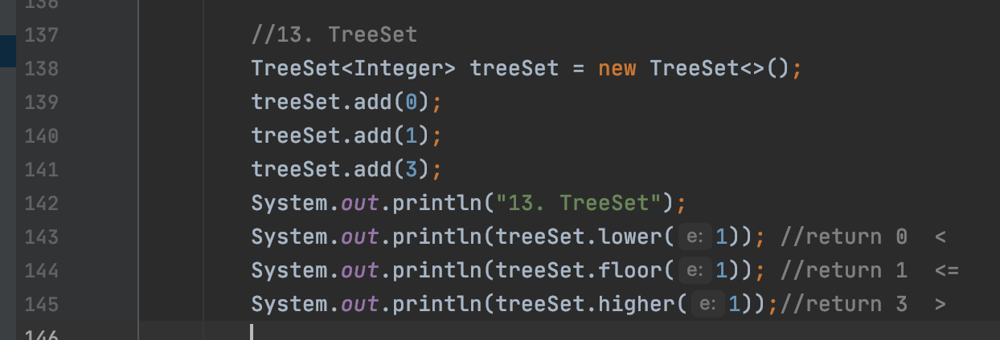 136
137 //13. TreeSet
138 TreeSet<Integer> treeSet = new TreeSet<>();
139 treeSet.add(0);
140 treeSet.add(1);
141 treeSet.add(3);
142 System.out.println("13. TreeSet");
143 System.out.println(treeSet.lower( e: 1)); //return 0  <
144 System.out.println(treeSet.floor( e: 1)); //return 1  <=
145 System.out.println(treeSet.higher( e: 1));//return 3  >
146